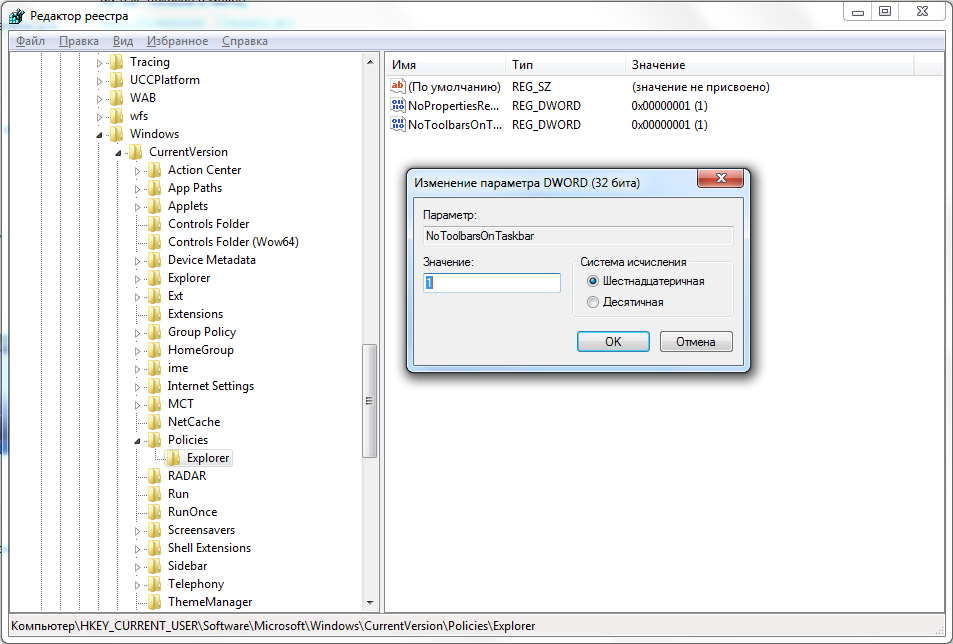 Редактор реестра
Файл Правка Вид Избранное Справка
Tracing
UCCPlatform
WAB
wfs
Windows
CurrentVersion
Action Center
App Paths
Applets
Controls Folder
Controls Folder (Wow64)
Device Metadata
Explorer
Ext
Extensions
Group Policy
HomeGroup
ime
Internet Settings
MCT
NetCache
Policies
Explorer
RADAR
Run
RunOnce
Screensavers
Shell Extensions
Sidebar
Telephony
ThemeManager
Имя Тип Значение
(По умолчанию) REG_SZ (значение не присвоено)
NoPropertiesRe... REG_DWORD 0x00000001 (1)
NoToolbarsOnT... REG_DWORD 0x00000001 (1)
Изменение параметра DWORD (32 бита)
Параметр:
NoToolbarsOnTaskbar
Значение:
1
Система исчисления
Шестнадцатеричная
Десятичная
OK Отмена
Компьютер\HKEY_CURRENT_USER\Software\Microsoft\Windows\CurrentVersion\Policies\Explorer